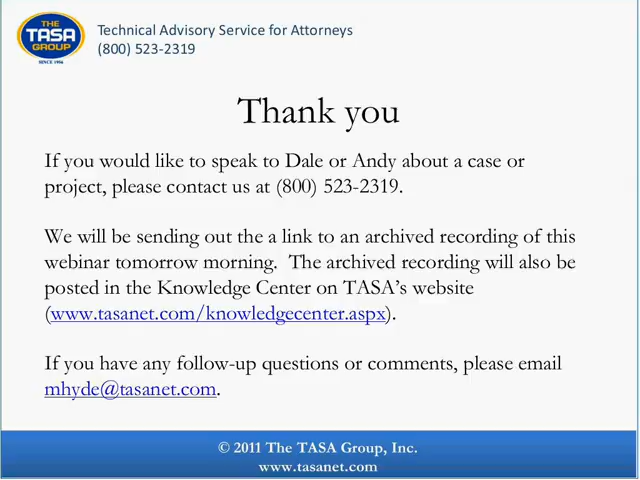 THE
TASA
GROUP
SINCE 1956
Technical Advisory Service for Attorneys
(800) 523-2319
Thank you
If you would like to speak to Dale or Andy about a case or
project, please contact us at (800) 523-2319.
We will be sending out the a link to an archived recording of this
webinar tomorrow morning.  The archived recording will also be
posted in the Knowledge Center on TASA’s website
(www.tasanet.com/knowledgecenter.aspx).
If you have any follow-up questions or comments, please email
mhyde@tasanet.com.
© 2011 The TASA Group, Inc.
www.tasanet.com